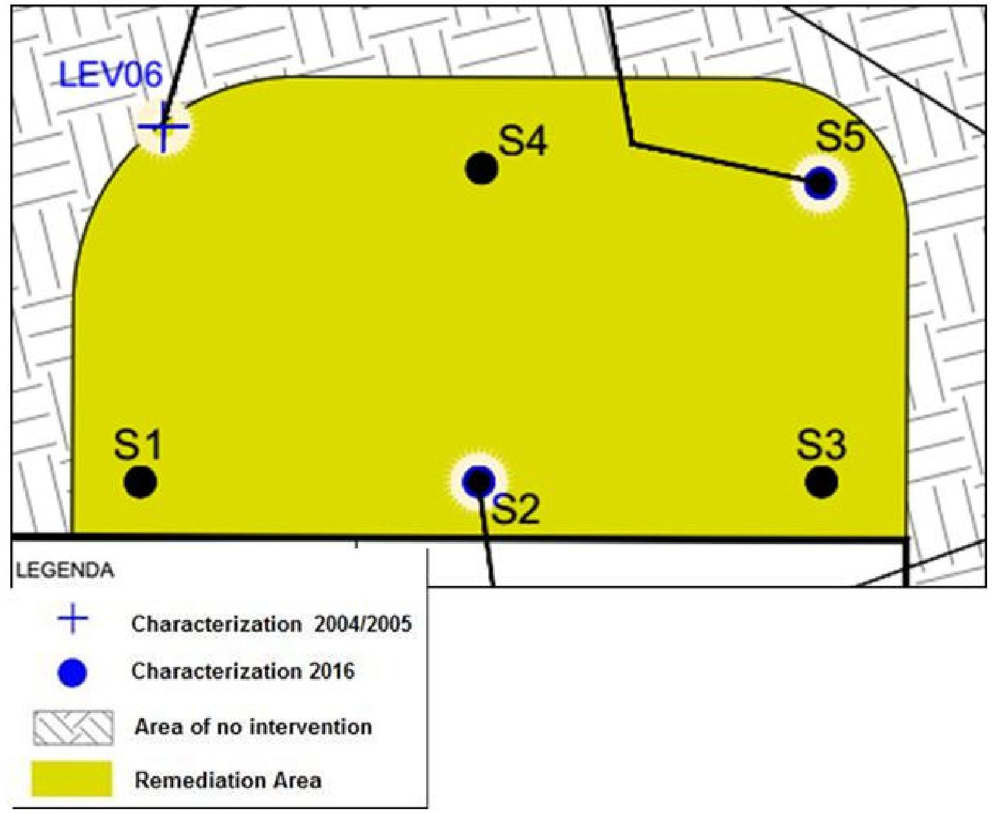 LEV06
S4
S5
S1
S3
S2
LEGENDA
Characterization 2004/2005
Characterization 2016
Area of no intervention
Remediation Area